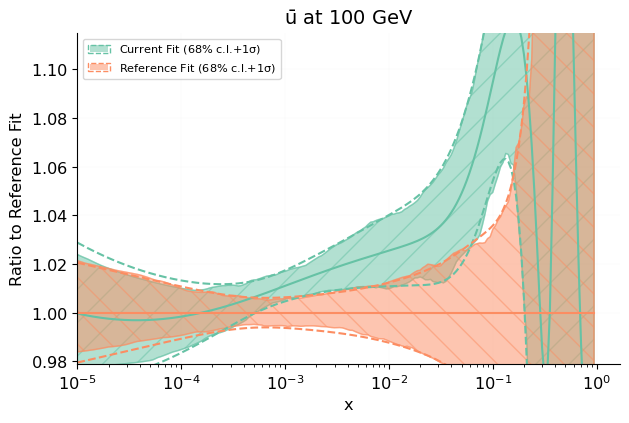 ū at 100 GeV
Current Fit (68% c.l.+1σ)
Reference Fit (68% c.l.+1σ)
Ratio to Reference Fit
1.10
1.08
1.06
1.04
1.02
1.00
0.98
10⁻⁵ 10⁻⁴ 10⁻³ 10⁻² 10⁻¹ 10⁰
x